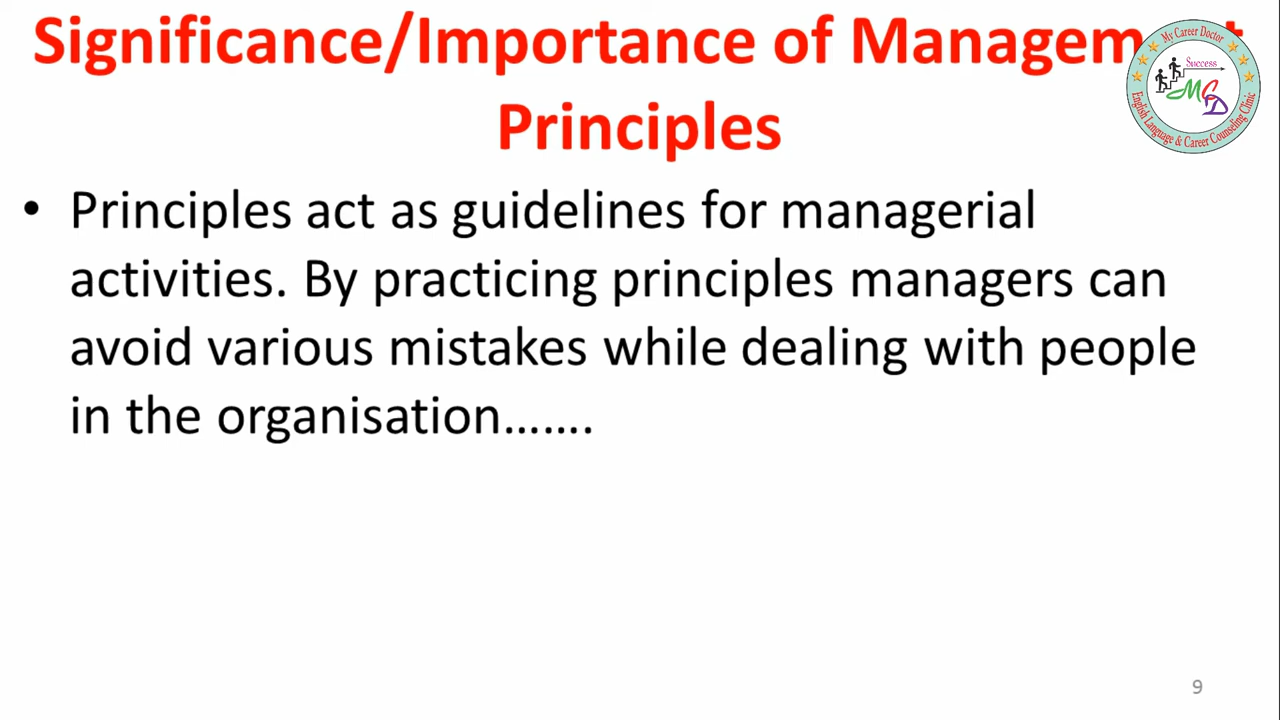 Significance/Importance of Management
Principles
• Principles act as guidelines for managerial
activities. By practicing principles managers can
avoid various mistakes while dealing with people
in the organisation.......
My Career Doctor
Success
MCD
English Language & Career Counseling Clinic
9